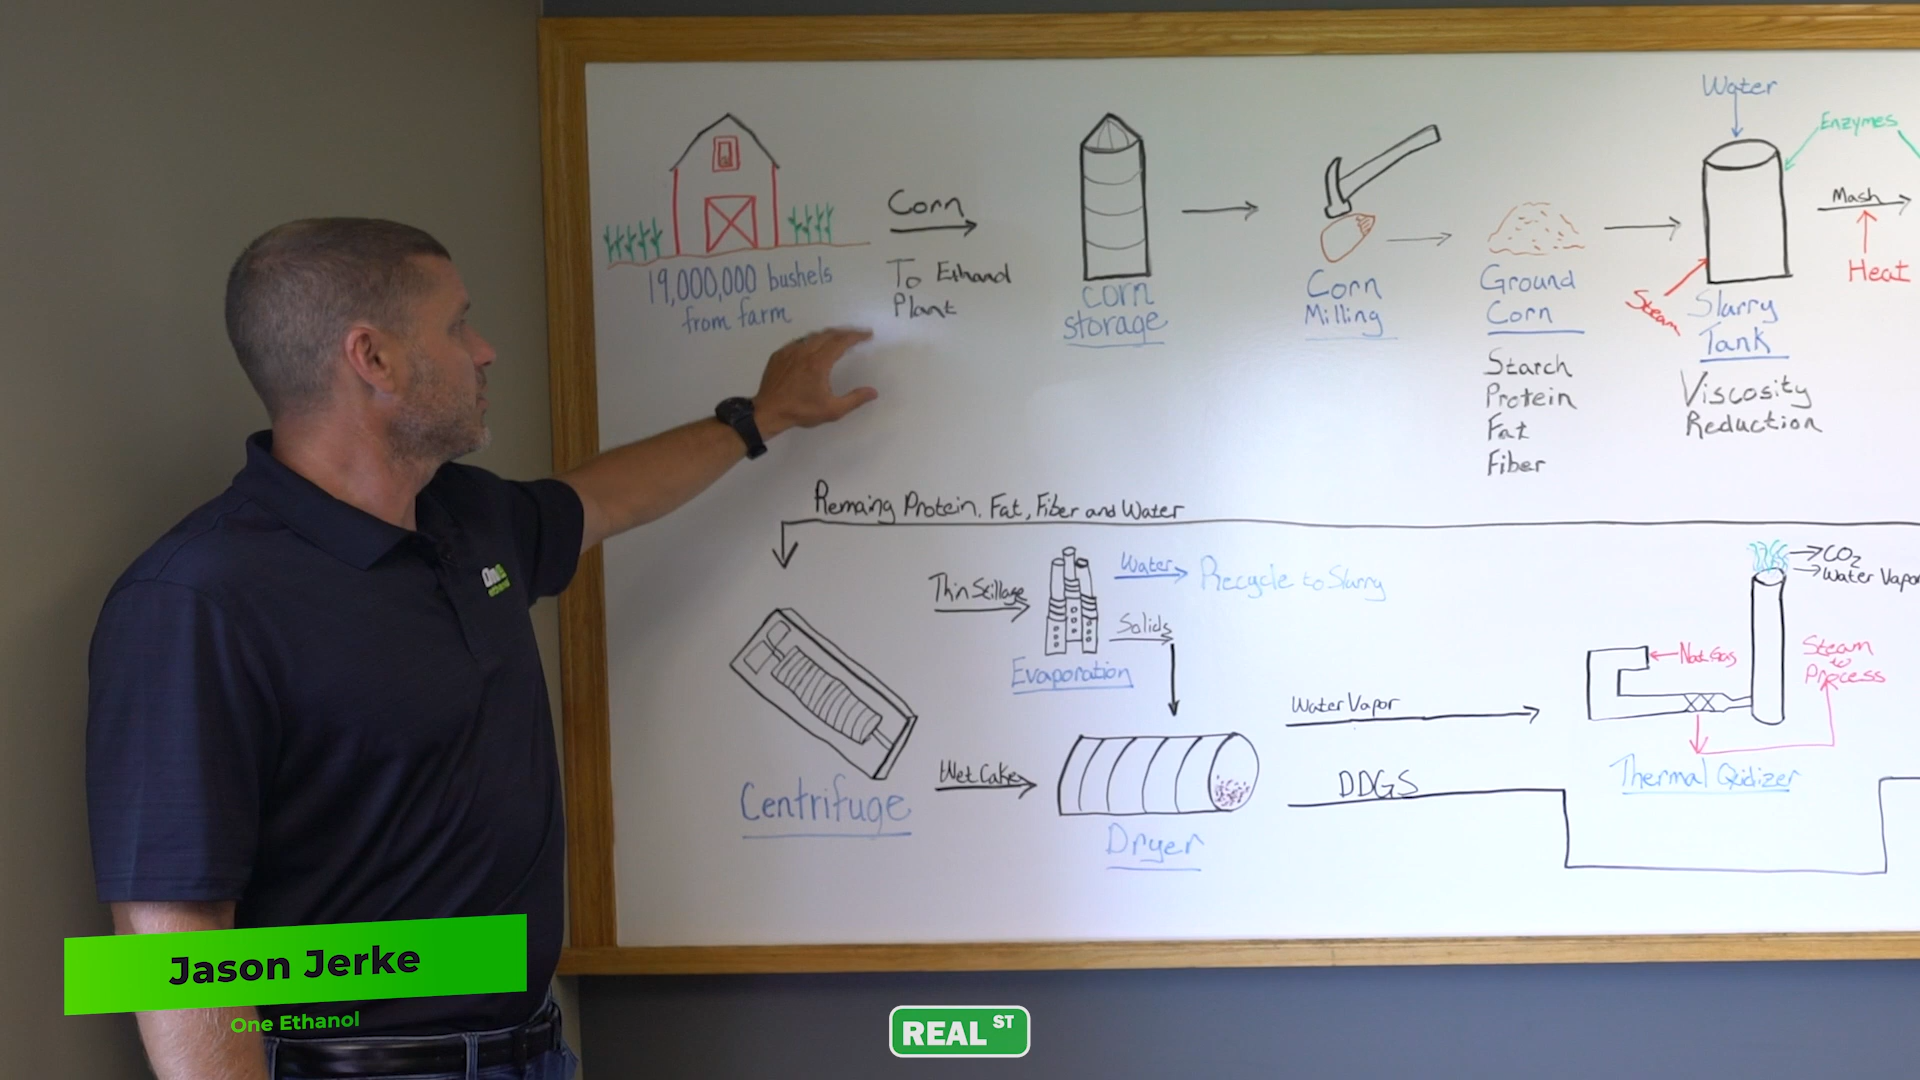 19,000,000 bushels
from farm
Corn
To Ethanol
Plant
Corn
storage
Corn
Milling
Ground
Corn
Starch
Protein
Fat
Fiber
Water
Enzymes
Steam
Slurry
Tank
Viscosity
Reduction
Mash
Heat
Remaing Protein, Fat, Fiber and Water
Centrifuge
Thin Stillage
Wet Cake
Evaporation
Water
Recycle to Slurry
Solids
Dryer
Water Vapor
DDGS
Nat Gas
CO2
Water Vapor
Steam
to
Process
Thermal Oxidizer
One
Jason Jerke
One Ethanol
REAL ST